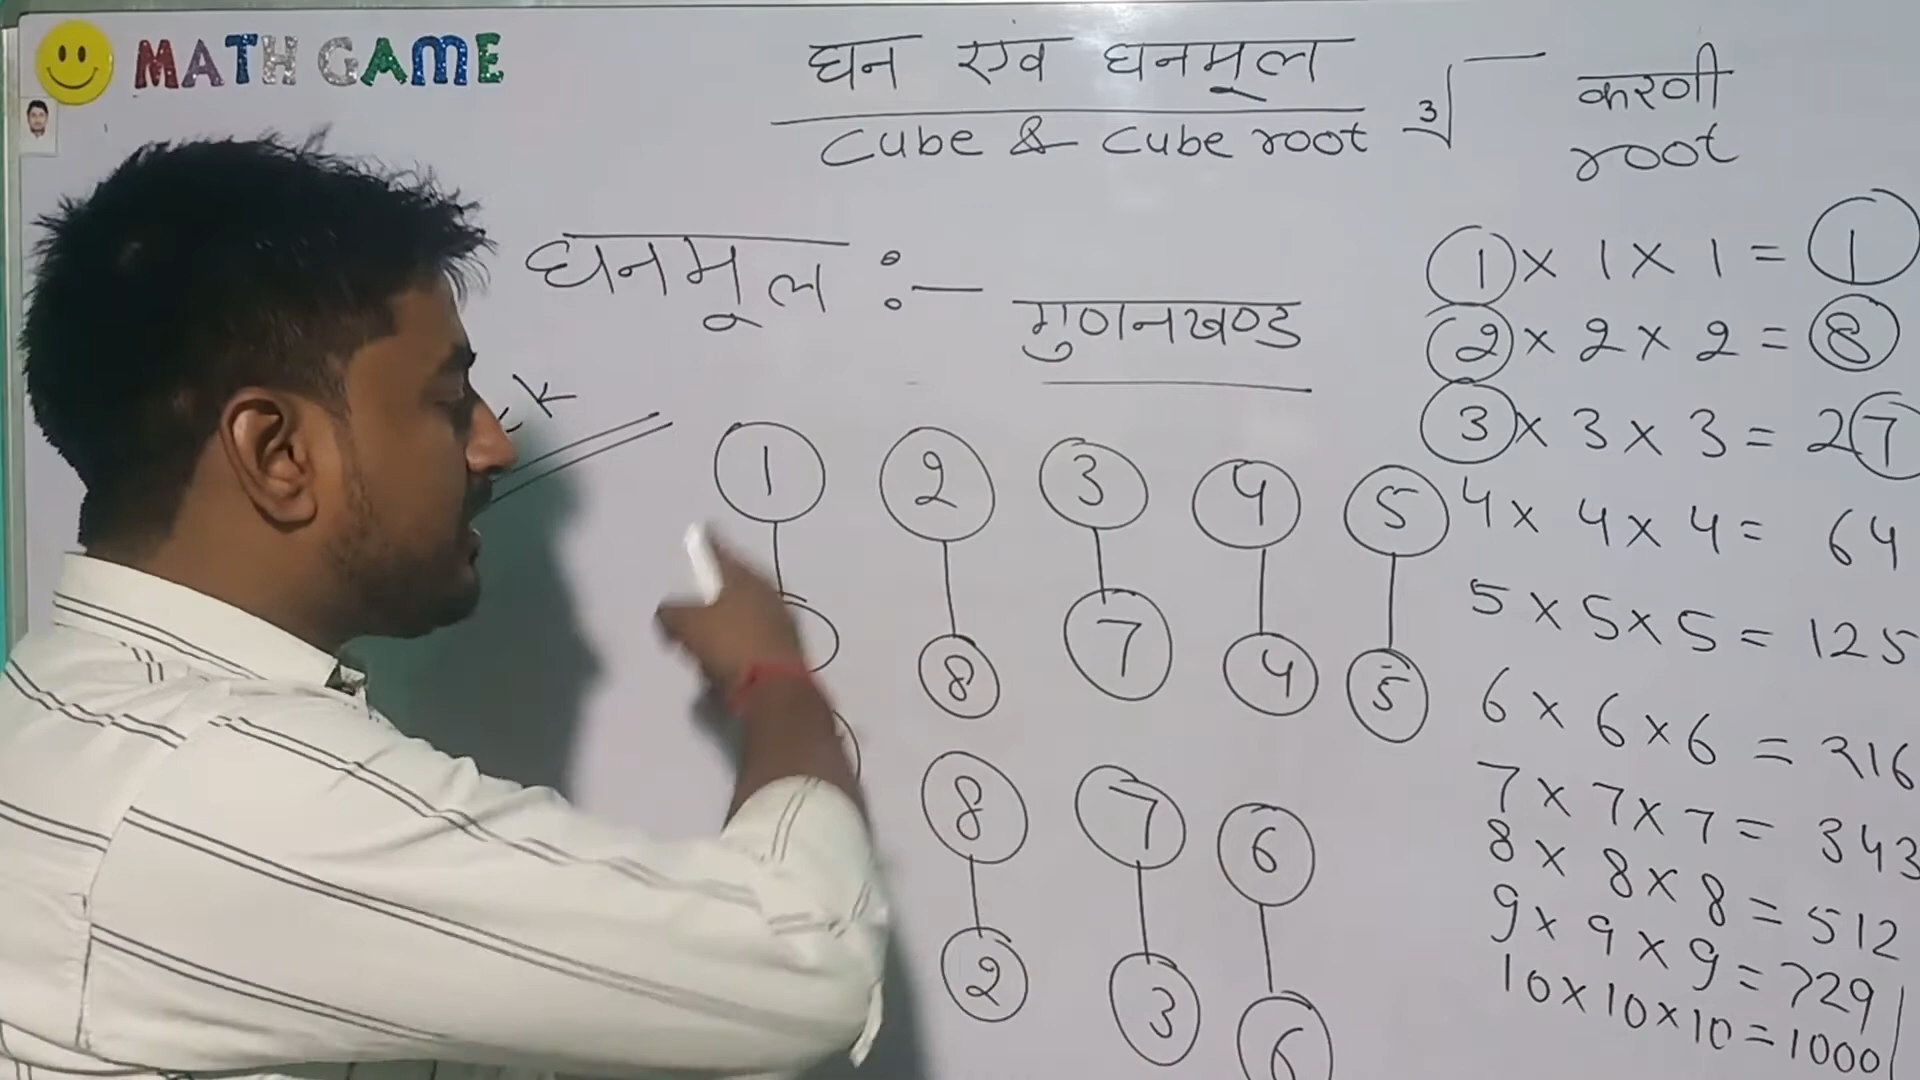 MATH GAME
घन एवं घनमूल
Cube & Cube root
3√
करणी
root
घनमूल :-
गुणनखण्ड
K
1 2 3 4 5
8 7 4 5
8 7 6
2 3 6
1 x 1 x 1 = 1
2 x 2 x 2 = 8
3 x 3 x 3 = 27
4 x 4 x 4 = 64
5 x 5 x 5 = 125
6 x 6 x 6 = 216
7 x 7 x 7 = 343
8 x 8 x 8 = 512
9 x 9 x 9 = 729
10 x 10 x 10 = 1000